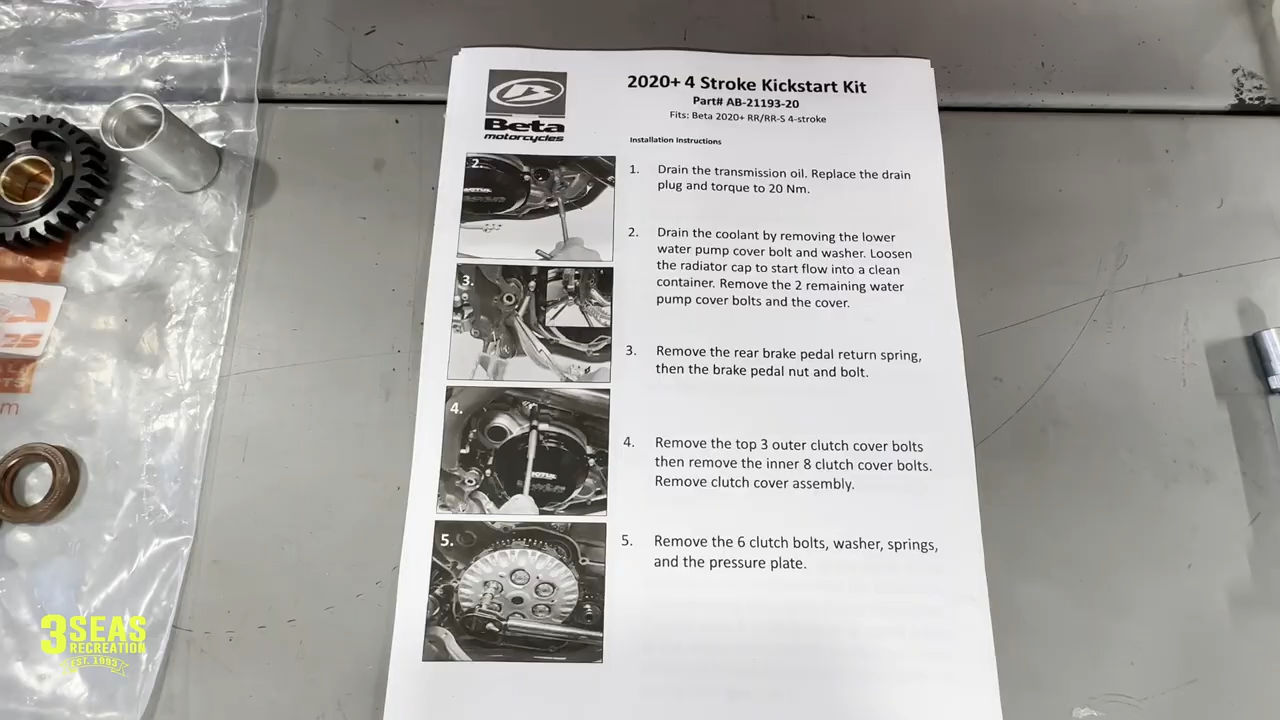 Beta
motorcycles
2020+ 4 Stroke Kickstart Kit
Part# AB-21193-20
Fits: Beta 2020+ RR/RR-S 4-stroke
Installation Instructions
1. Drain the transmission oil. Replace the drain
plug and torque to 20 Nm.
2. Drain the coolant by removing the lower
water pump cover bolt and washer. Loosen
the radiator cap to start flow into a clean
container. Remove the 2 remaining water
pump cover bolts and the cover.
3. Remove the rear brake pedal return spring,
then the brake pedal nut and bolt.
4. Remove the top 3 outer clutch cover bolts
then remove the inner 8 clutch cover bolts.
Remove clutch cover assembly.
5. Remove the 6 clutch bolts, washer, springs,
and the pressure plate.
2.
3.
4.
5.
3 SEAS
RECREATION
EST. 1993